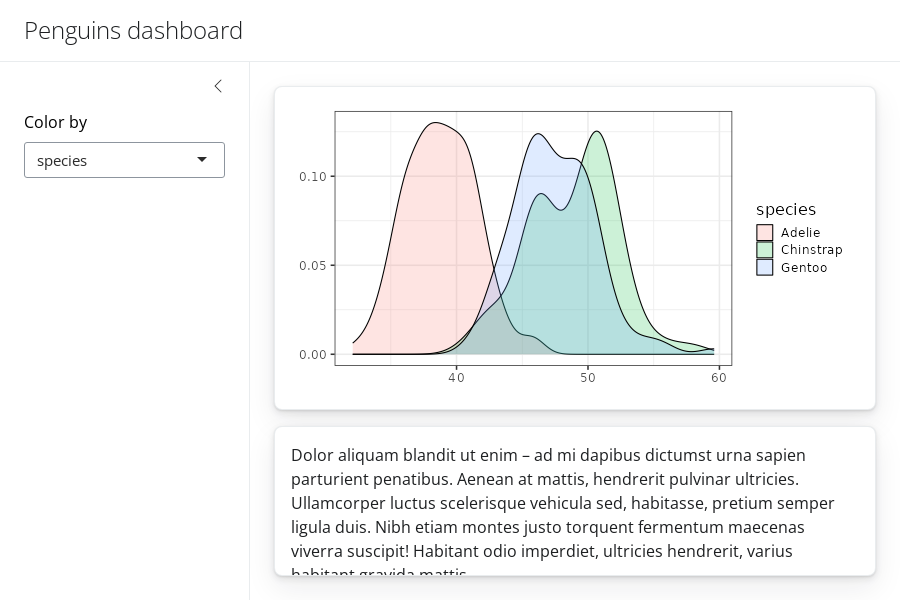 Penguins dashboard
Color by
species
0.10
0.05
0.00
40 50 60
species
Adelie
Chinstrap
Gentoo
Dolor aliquam blandit ut enim – ad mi dapibus dictumst urna sapien
parturient penatibus. Aenean at mattis, hendrerit pulvinar ultricies.
Ullamcorper luctus scelerisque vehicula sed, habitasse, pretium semper
ligula duis. Nibh etiam montes justo torquent fermentum maecenas
viverra suscipit! Habitant odio imperdiet, ultricies hendrerit, varius
habitant gravida mattis